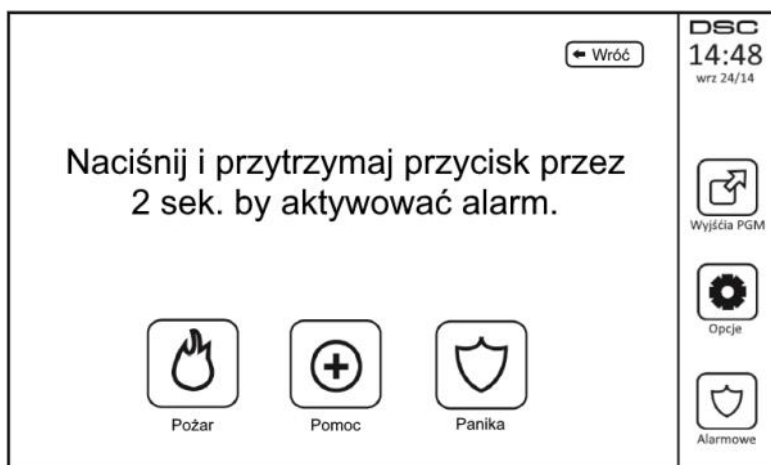 DSC
14:48
wrz 24/14
Wróć
Naciśnij i przytrzymaj przycisk przez
2 sek. by aktywować alarm.
Wyjśćia PGM
Opcje
Pożar
Pomoc
Panika
Alarmowe